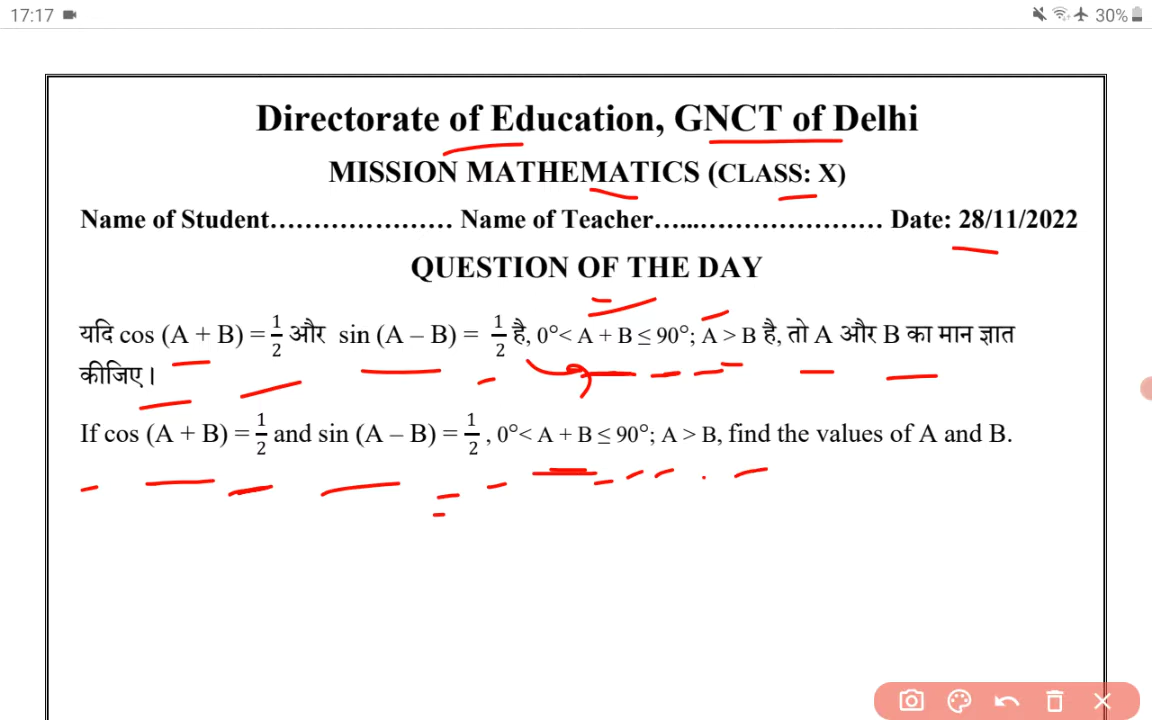 17:17
30%
Directorate of Education, GNCT of Delhi
MISSION MATHEMATICS (CLASS: X)
Name of Student………………… Name of Teacher…...………………… Date: 28/11/2022
QUESTION OF THE DAY
यदि cos (A + B) = 1/2 और sin (A – B) = 1/2 है, 0°< A + B ≤ 90°; A > B है, तो A और B का मान ज्ञात
कीजिए।
If cos (A + B) = 1/2 and sin (A – B) = 1/2 , 0°< A + B ≤ 90°; A > B, find the values of A and B.